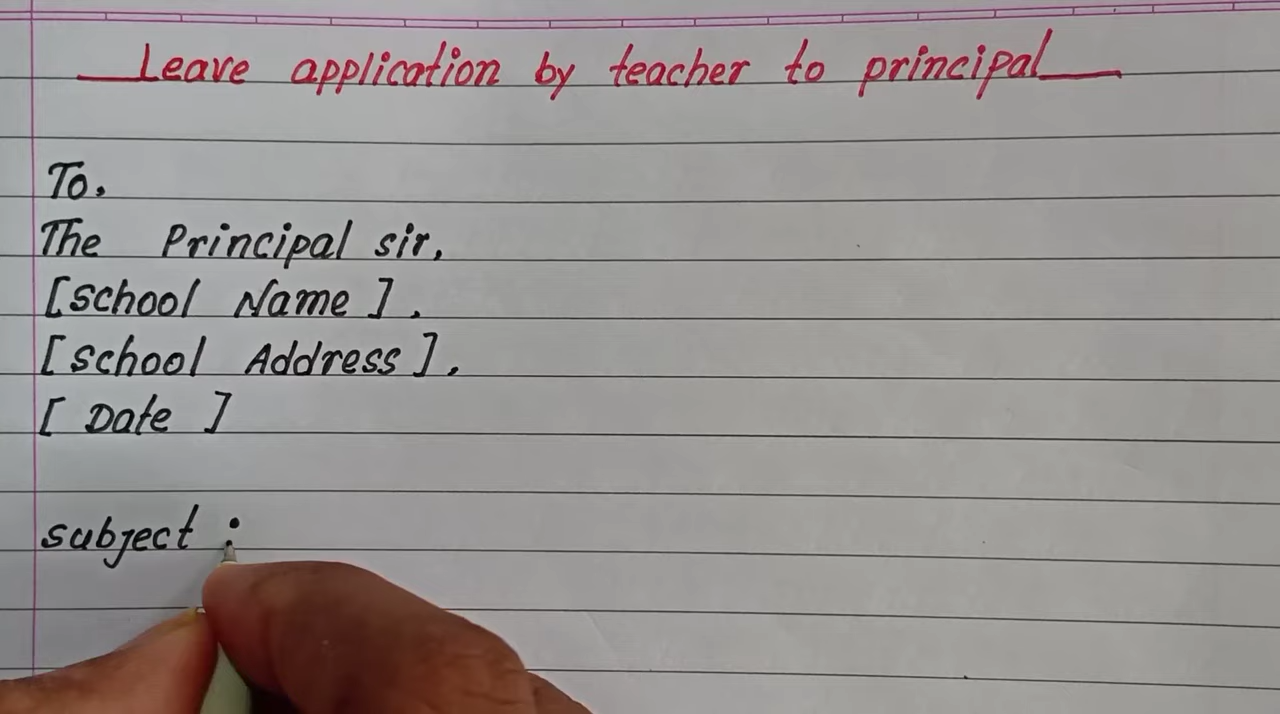 Leave application by teacher to principal
To,
The Principal sir,
[School Name],
[School Address],
[Date]
subject :